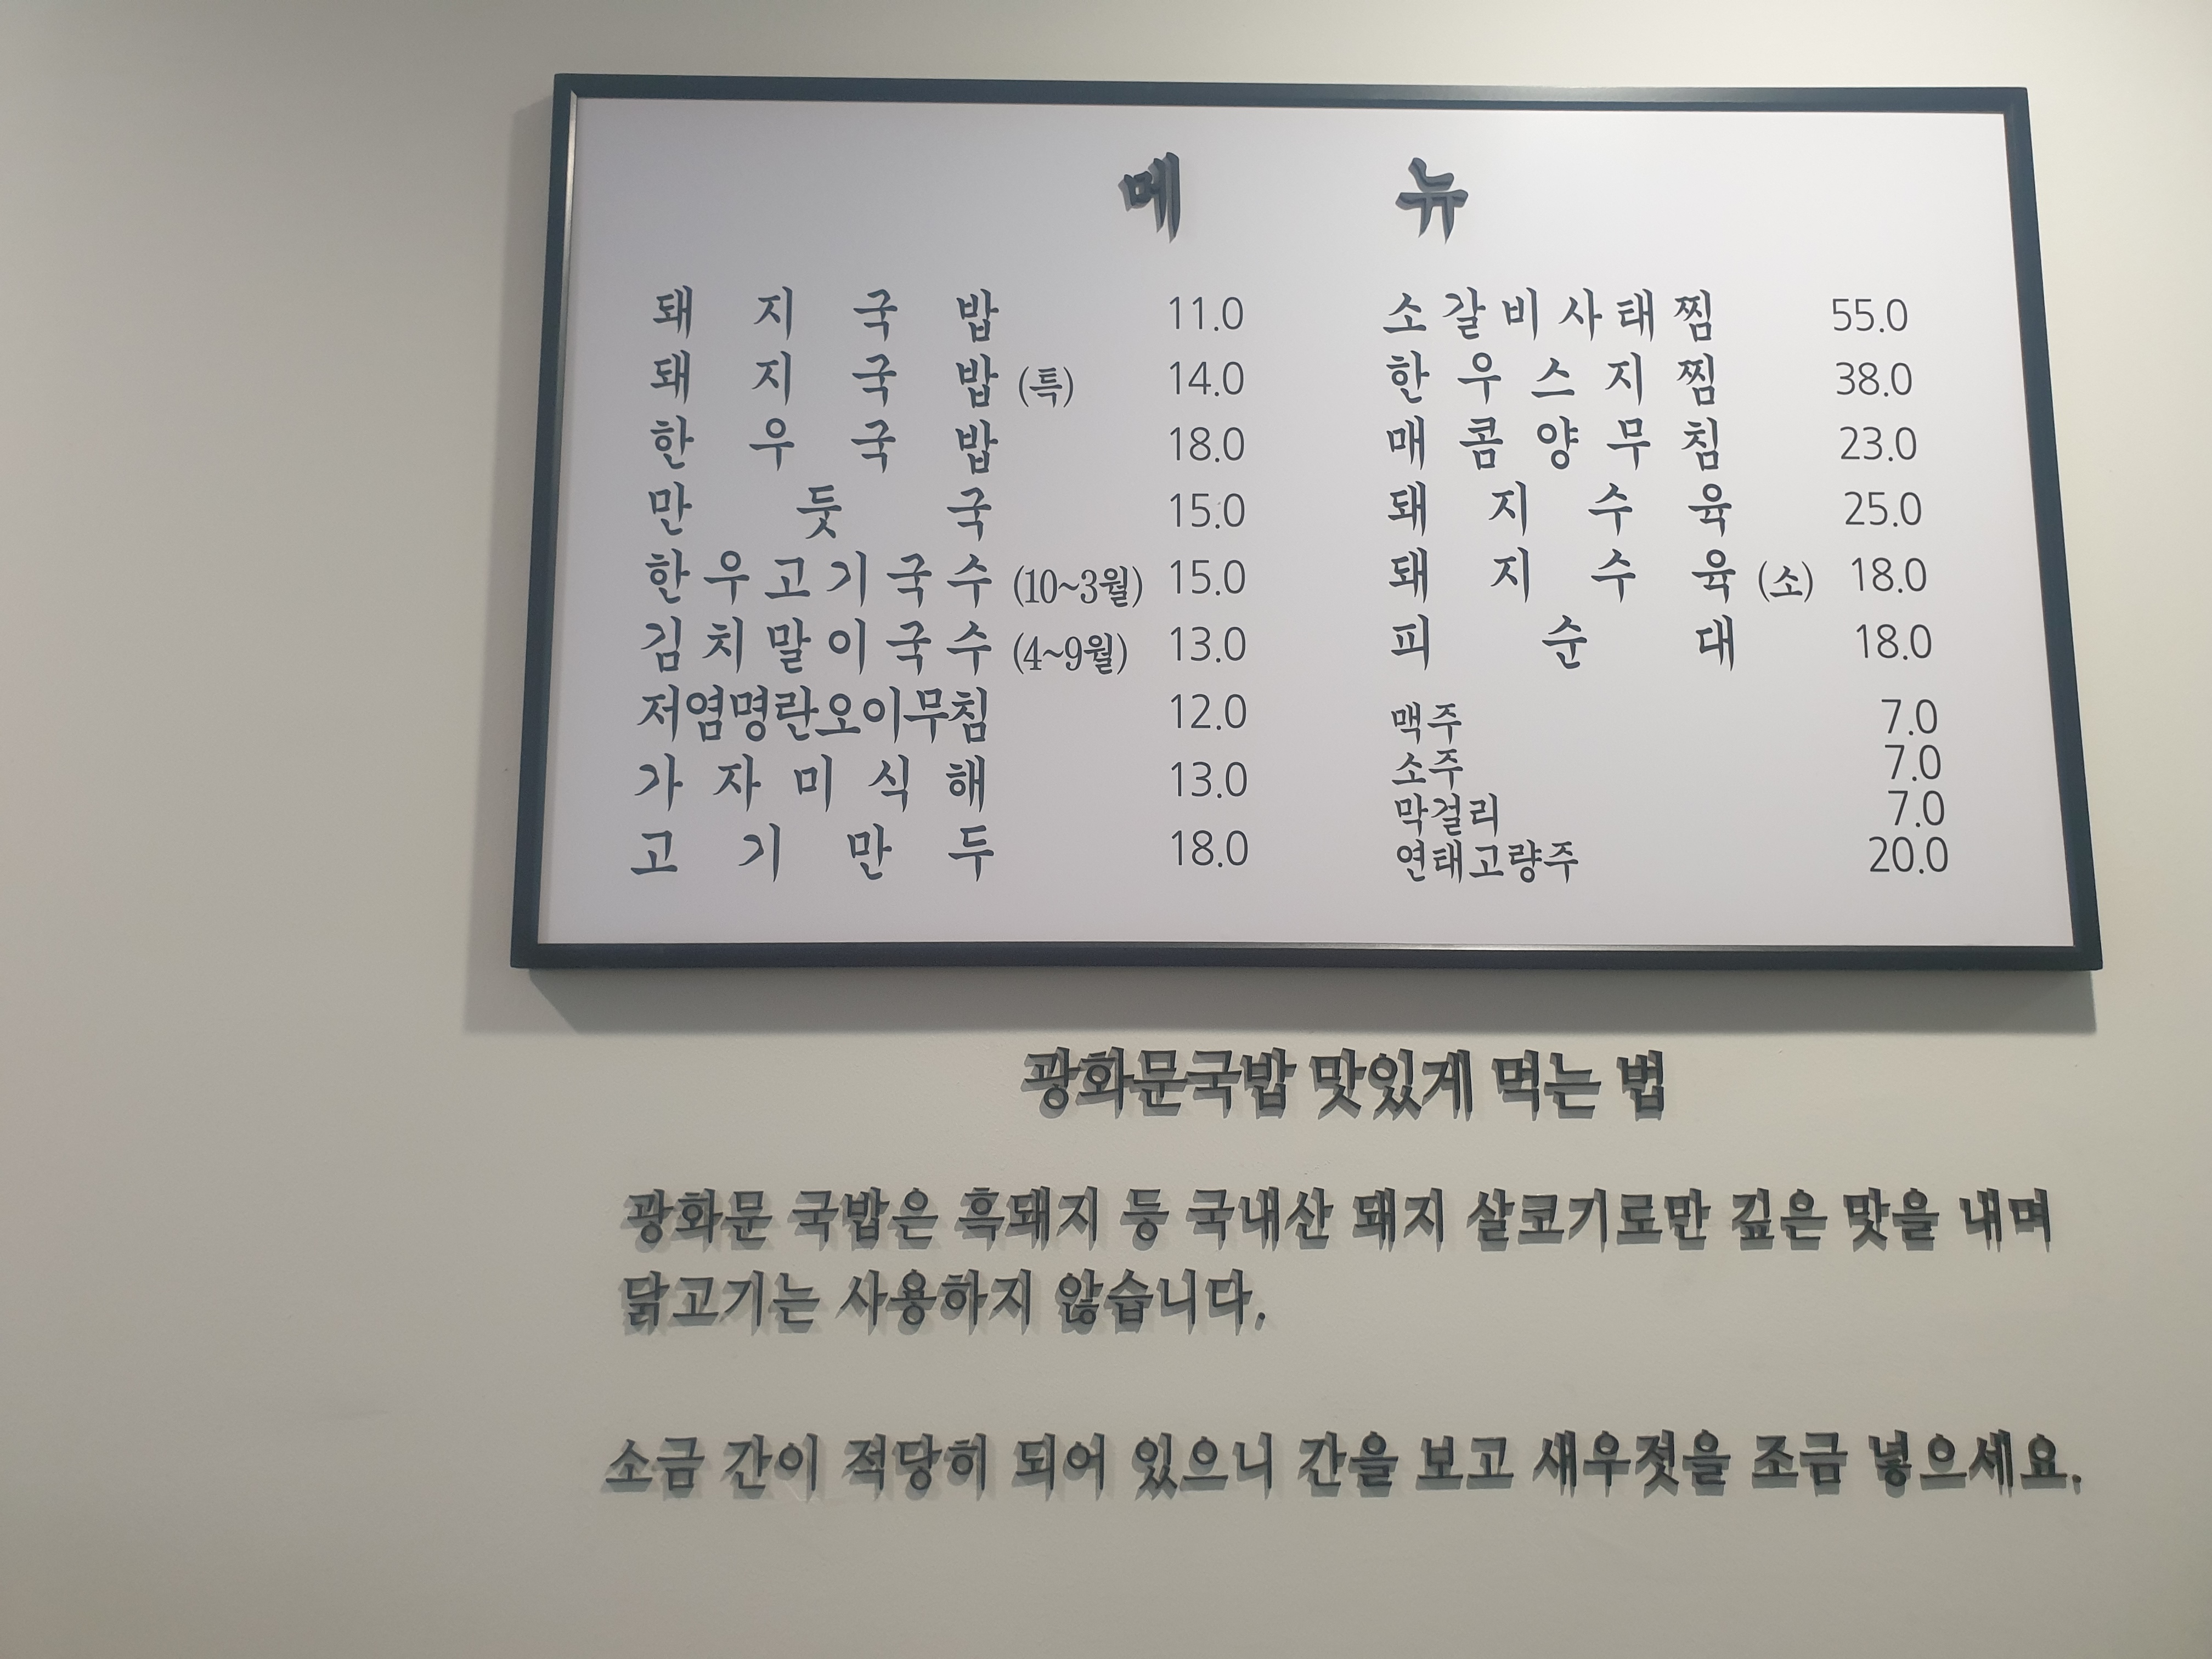 메 뉴
돼지국밥 11.0
돼지국밥 (특) 14.0
한우국밥 18.0
만둣국 15.0
한우고기국수 (10~3월) 15.0
김치말이국수 (4~9월) 13.0
저염명란오이무침 12.0
가자미식해 13.0
고기만두 18.0
소갈비사태찜 55.0
한우스지찜 38.0
매콤양무침 23.0
돼지수육 25.0
돼지수육 (소) 18.0
피순대 18.0
맥주 7.0
소주 7.0
막걸리 7.0
연태고량주 20.0
광화문국밥 맛있게 먹는 법
광화문 국밥은 흑돼지 등 국내산 돼지 살코기로만 깊은 맛을 내며
닭고기는 사용하지 않습니다.
소금 간이 적당히 되어 있으니 간을 보고 새우젓을 조금 넣으세요.